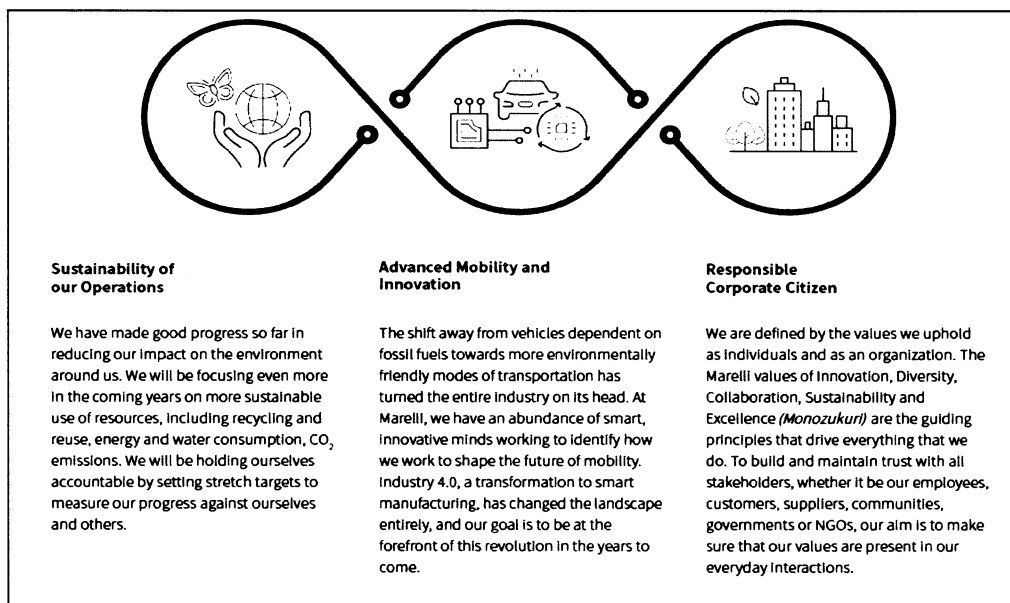 Sustainability of
our Operations
We have made good progress so far in
reducing our impact on the environment
around us. We will be focusing even more
in the coming years on more sustainable
use of resources, including recycling and
reuse, energy and water consumption, CO₂
emissions. We will be holding ourselves
accountable by setting stretch targets to
measure our progress against ourselves
and others.
Advanced Mobility and
Innovation
The shift away from vehicles dependent on
fossil fuels towards more environmentally
friendly modes of transportation has
turned the entire industry on its head. At
Marelli, we have an abundance of smart,
innovative minds working to identify how
we work to shape the future of mobility.
Industry 4.0, a transformation to smart
manufacturing, has changed the landscape
entirely, and our goal is to be at the
forefront of this revolution in the years to
come.
Responsible
Corporate Citizen
We are defined by the values we uphold
as individuals and as an organization. The
Marelli values of Innovation, Diversity,
Collaboration, Sustainability and
Excellence (Monozukuri) are the guiding
principles that drive everything that we
do. To build and maintain trust with all
stakeholders, whether it be our employees,
customers, suppliers, communities,
governments or NGOs, our aim is to make
sure that our values are present in our
everyday interactions.